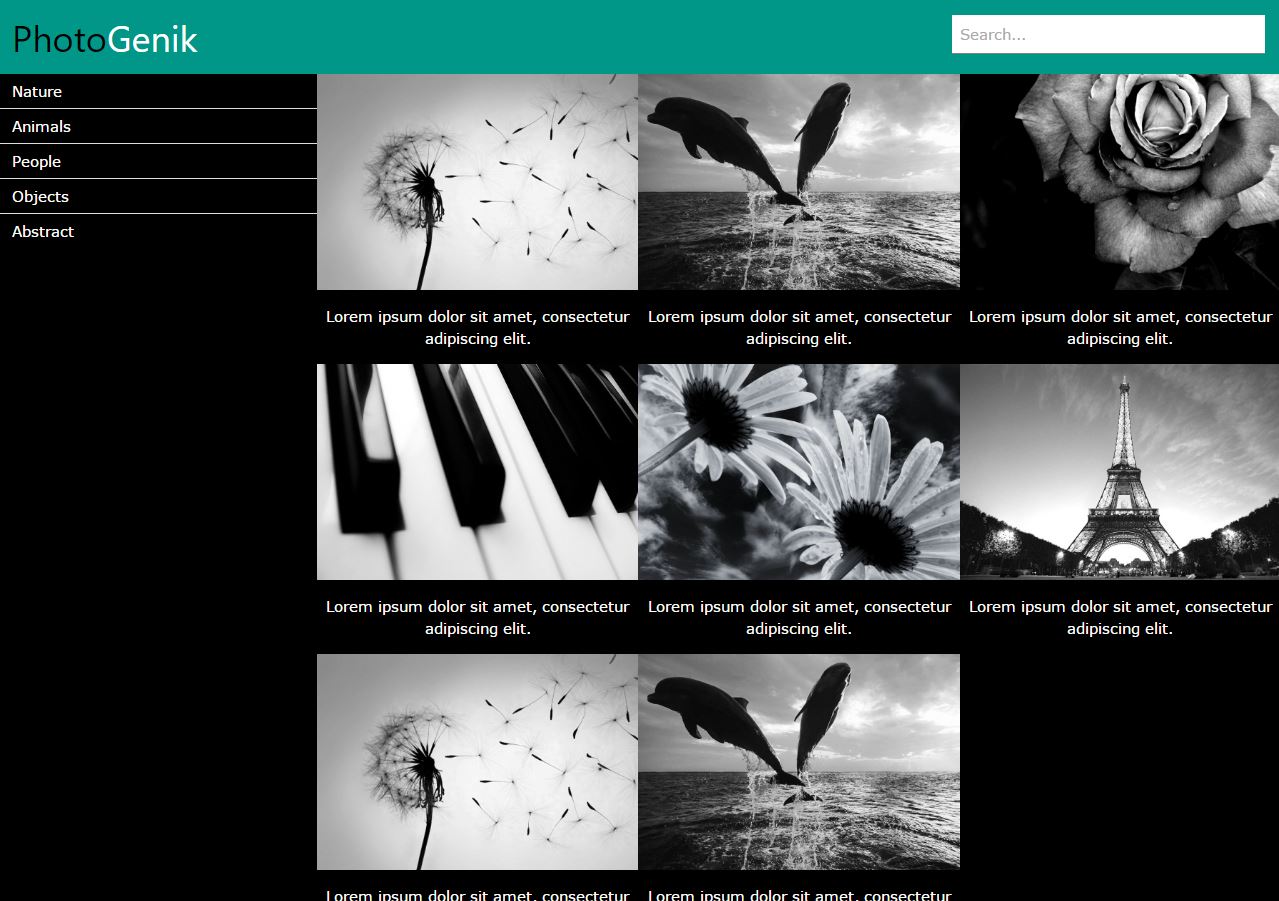 PhotoGenik
Search...
Nature
Animals
People
Objects
Abstract
Lorem ipsum dolor sit amet, consectetur
adipiscing elit.
Lorem ipsum dolor sit amet, consectetur
adipiscing elit.
Lorem ipsum dolor sit amet, consectetur
adipiscing elit.
Lorem ipsum dolor sit amet, consectetur
adipiscing elit.
Lorem ipsum dolor sit amet, consectetur
adipiscing elit.
Lorem ipsum dolor sit amet, consectetur
adipiscing elit.
Lorem ipsum dolor sit amet, consectetur
Lorem ipsum dolor sit amet, consectetur